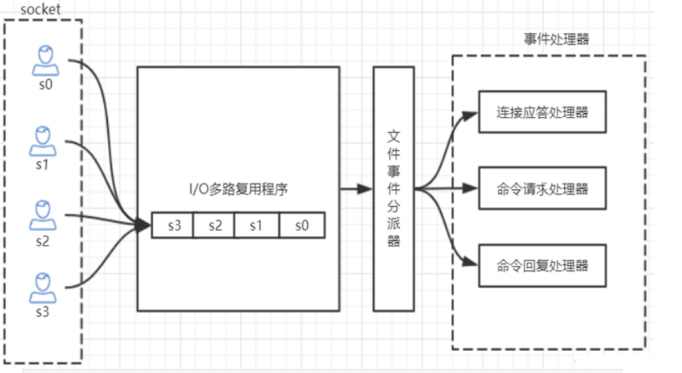 socket
s0
s1
s2
s3
I/O多路复用程序
s3 s2 s1 s0
文件事件分派器
事件处理器
连接应答处理器
命令请求处理器
命令回复处理器